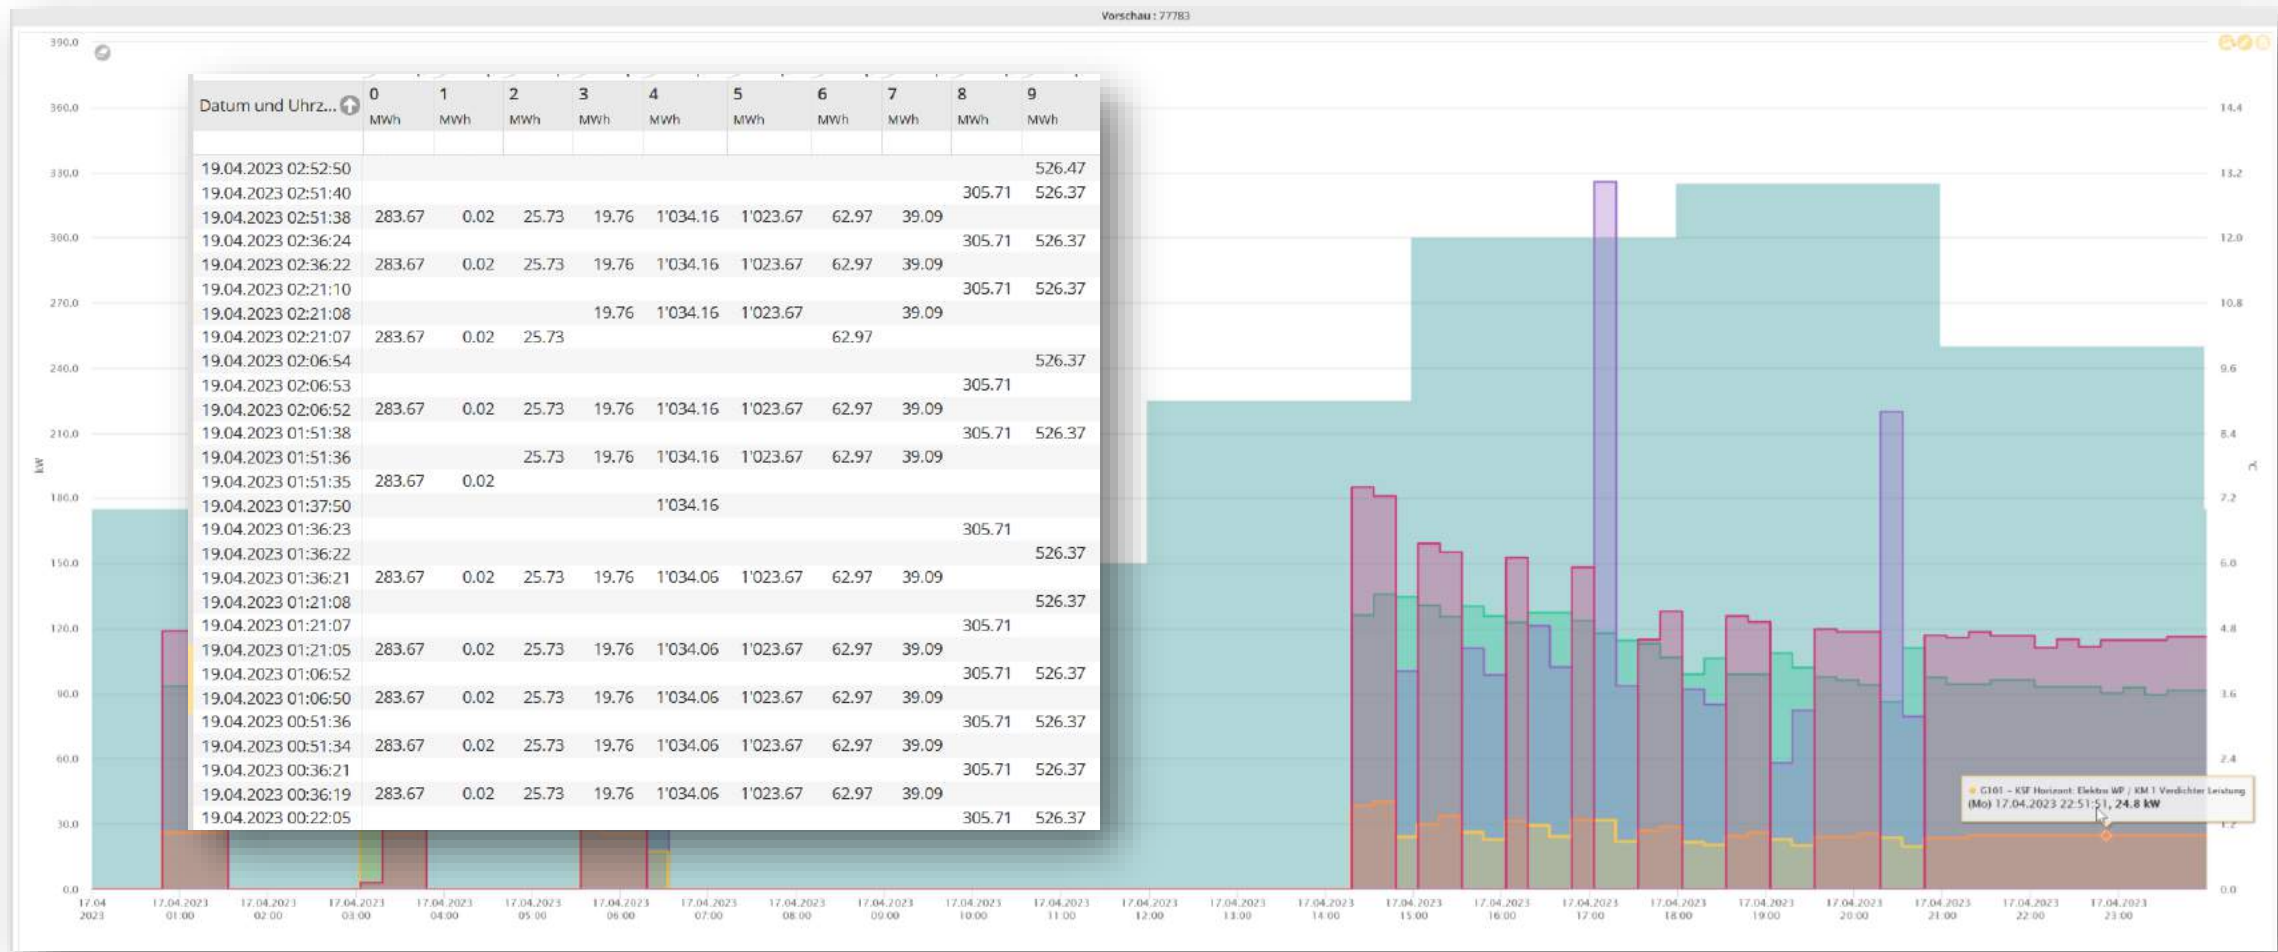 Vorschau : 77783
390.0
360.0
330.0
300.0
270.0
240.0
210.0
180.0
150.0
120.0
90.0
60.0
30.0
0.0
kW
Datum und Uhrz... 0 1 2 3 4 5 6 7 8 9
MWh MWh MWh MWh MWh MWh MWh MWh MWh MWh
19.04.2023 02:52:50 526.47
19.04.2023 02:51:40 305.71 526.37
19.04.2023 02:51:38 283.67 0.02 25.73 19.76 1'034.16 1'023.67 62.97 39.09
19.04.2023 02:36:24 305.71 526.37
19.04.2023 02:36:22 283.67 0.02 25.73 19.76 1'034.16 1'023.67 62.97 39.09
19.04.2023 02:21:10 305.71 526.37
19.04.2023 02:21:08 19.76 1'034.16 1'023.67 39.09
19.04.2023 02:21:07 283.67 0.02 25.73 62.97
19.04.2023 02:06:54 526.37
19.04.2023 02:06:53 305.71
19.04.2023 02:06:52 283.67 0.02 25.73 19.76 1'034.16 1'023.67 62.97 39.09
19.04.2023 01:51:38 305.71 526.37
19.04.2023 01:51:36 25.73 19.76 1'034.16 1'023.67 62.97 39.09
19.04.2023 01:51:35 283.67 0.02
19.04.2023 01:37:50 1'034.16
19.04.2023 01:36:23 305.71
19.04.2023 01:36:22 526.37
19.04.2023 01:36:21 283.67 0.02 25.73 19.76 1'034.06 1'023.67 62.97 39.09
19.04.2023 01:21:08 526.37
19.04.2023 01:21:07 305.71
19.04.2023 01:21:05 283.67 0.02 25.73 19.76 1'034.06 1'023.67 62.97 39.09
19.04.2023 01:06:52 305.71 526.37
19.04.2023 01:06:50 283.67 0.02 25.73 19.76 1'034.06 1'023.67 62.97 39.09
19.04.2023 00:51:36 305.71 526.37
19.04.2023 00:51:34 283.67 0.02 25.73 19.76 1'034.06 1'023.67 62.97 39.09
19.04.2023 00:36:21 305.71 526.37
19.04.2023 00:36:19 283.67 0.02 25.73 19.76 1'034.06 1'023.67 62.97 39.09
19.04.2023 00:22:05 305.71 526.37
14.4
13.2
12.0
10.8
9.6
8.4
7.2
6.0
4.8
3.6
2.4
1.2
0.0
°C
G101 - KSF Horizont: Elektro WP / KM 1 Verdichter Leistung
(Mo) 17.04.2023 22:51:51, 24.8 kW
17.04 17.04.2023 17.04.2023 17.04.2023 17.04.2023 17.04.2023 17.04.2023 17.04.2023 17.04.2023 17.04.2023 17.04.2023 17.04.2023 17.04.2023 17.04.2023 17.04.2023 17.04.2023 17.04.2023 17.04.2023 17.04.2023 17.04.2023 17.04.2023 17.04.2023 17.04.2023 17.04.2023
2023 01:00 02:00 03:00 04:00 05:00 06:00 07:00 08:00 09:00 10:00 11:00 12:00 13:00 14:00 15:00 16:00 17:00 18:00 19:00 20:00 21:00 22:00 23:00